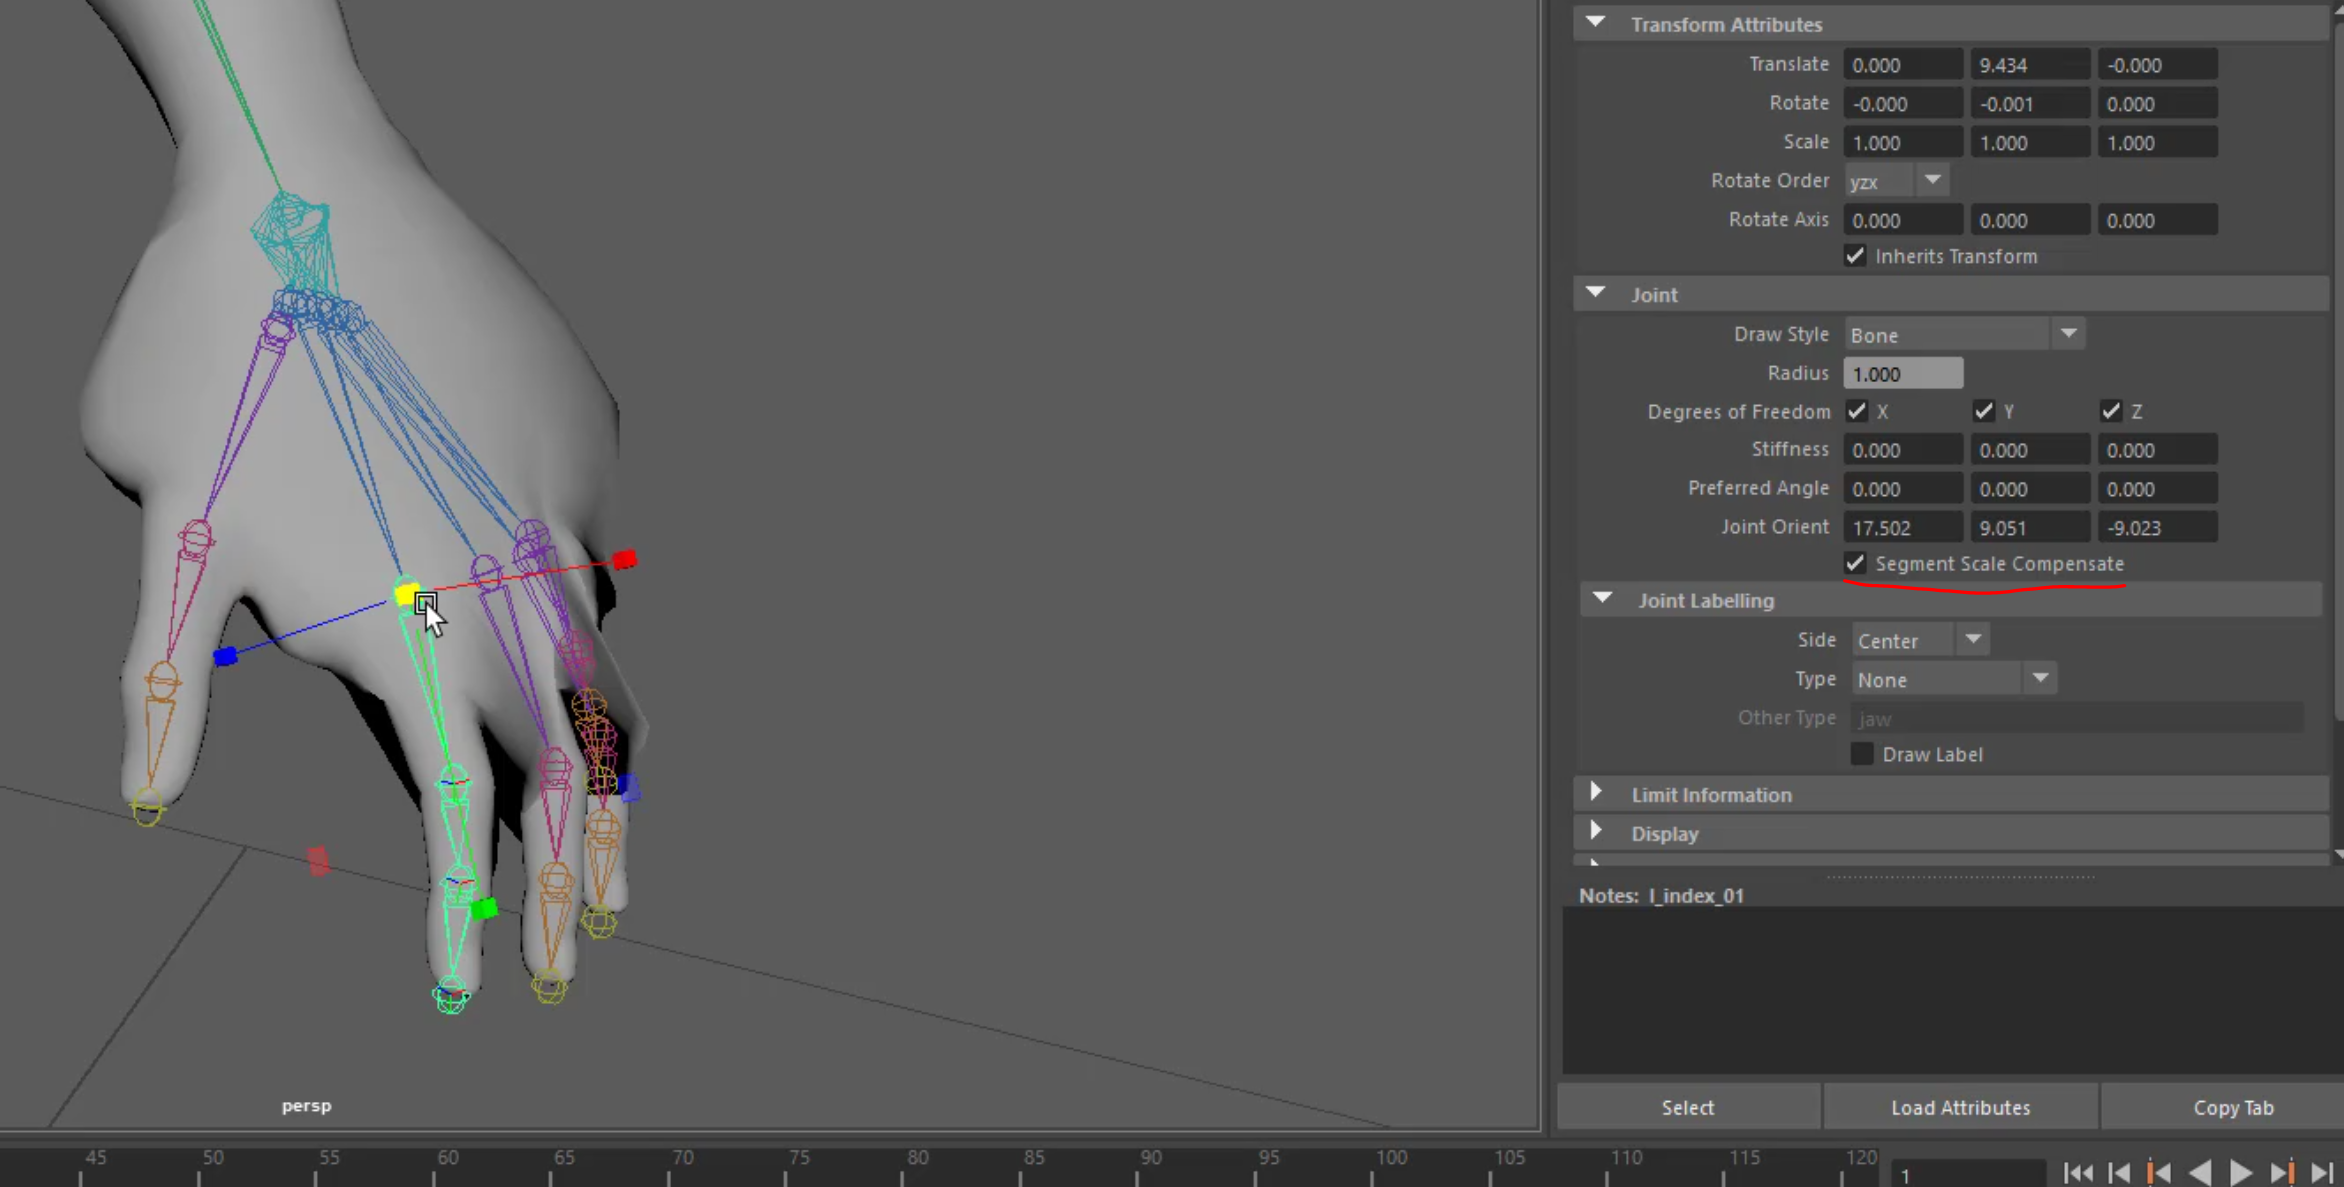 Transform Attributes
Translate 0.000 9.434 -0.000
Rotate -0.000 -0.001 0.000
Scale 1.000 1.000 1.000
Rotate Order yzx
Rotate Axis 0.000 0.000 0.000
Inherits Transform
Joint
Draw Style Bone
Radius 1.000
Degrees of Freedom X Y Z
Stiffness 0.000 0.000 0.000
Preferred Angle 0.000 0.000 0.000
Joint Orient 17.502 9.051 -9.023
Segment Scale Compensate
Joint Labelling
Side Center
Type None
Other Type jaw
Draw Label
Limit Information
Display
Notes: l_index_01
Select Load Attributes Copy Tab
persp
45 50 55 60 65 70 75 80 85 90 95 100 105 110 115 120 1